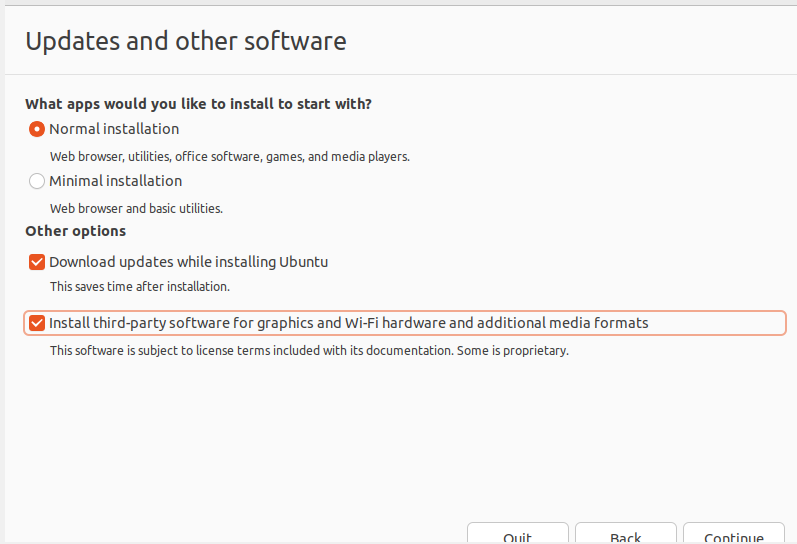 Updates and other software
What apps would you like to install to start with?
Normal installation
Web browser, utilities, office software, games, and media players.
Minimal installation
Web browser and basic utilities.
Other options
Download updates while installing Ubuntu
This saves time after installation.
Install third-party software for graphics and Wi-Fi hardware and additional media formats
This software is subject to license terms included with its documentation. Some is proprietary.
Quit Back Continue